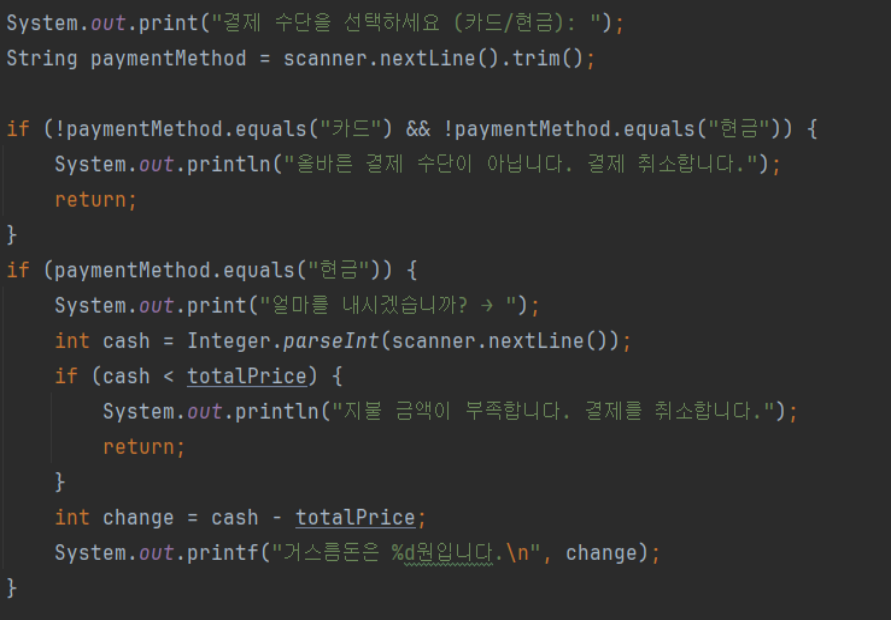 System.out.print("결제 수단을 선택하세요 (카드/현금): ");
String paymentMethod = scanner.nextLine().trim();
if (!paymentMethod.equals("카드") && !paymentMethod.equals("현금")) {
System.out.println("올바른 결제 수단이 아닙니다. 결제 취소합니다.");
return;
}
if (paymentMethod.equals("현금")) {
System.out.print("얼마를 내시겠습니까? → ");
int cash = Integer.parseInt(scanner.nextLine());
if (cash < totalPrice) {
System.out.println("지불 금액이 부족합니다. 결제를 취소합니다.");
return;
}
int change = cash - totalPrice;
System.out.printf("거스름돈은 %d원입니다.\n", change);
}